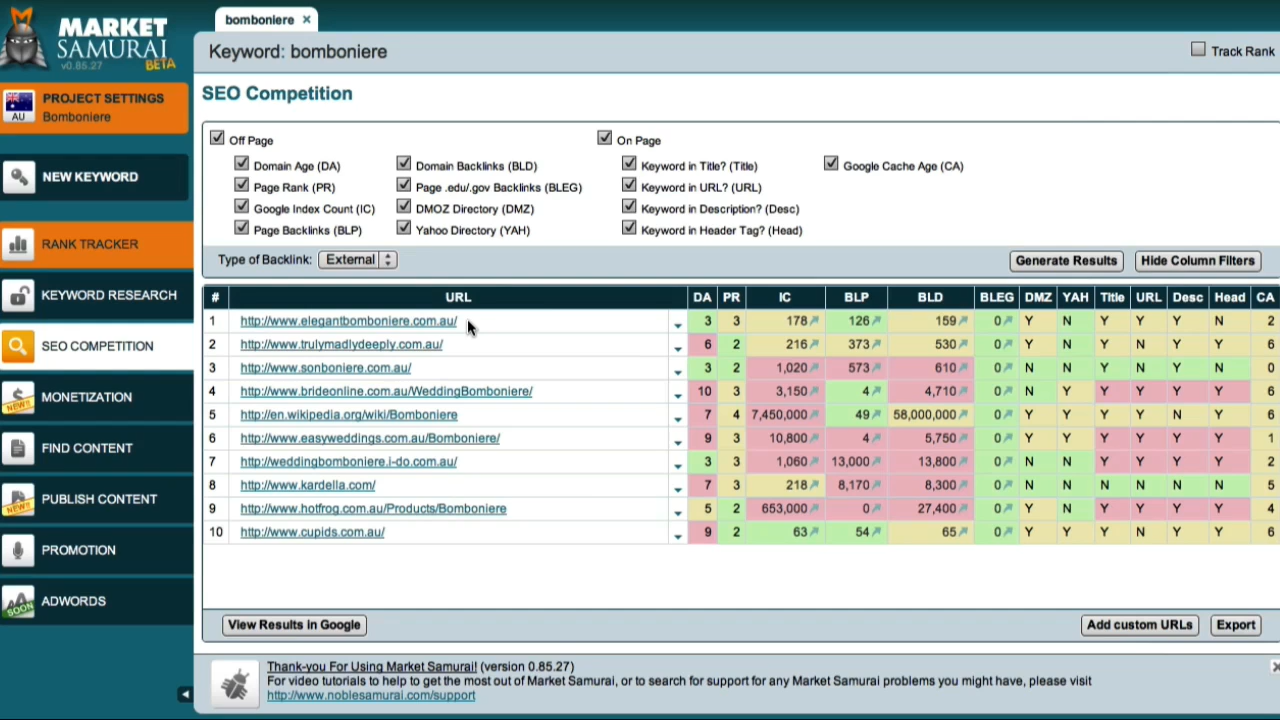 MARKET
SAMURAI
v0.85.27 BETA
bomboniere ×
Keyword: bomboniere
Track Rank
AU
PROJECT SETTINGS
Bomboniere
NEW KEYWORD
RANK TRACKER
KEYWORD RESEARCH
SEO COMPETITION
NEW!! MONETIZATION
FIND CONTENT
NEW!! PUBLISH CONTENT
PROMOTION
SOON ADWORDS
SEO Competition
Off Page
On Page
Domain Age (DA) Domain Backlinks (BLD) Keyword in Title? (Title) Google Cache Age (CA)
Page Rank (PR) Page .edu/.gov Backlinks (BLEG) Keyword in URL? (URL)
Google Index Count (IC) DMOZ Directory (DMZ) Keyword in Description? (Desc)
Page Backlinks (BLP) Yahoo Directory (YAH) Keyword in Header Tag? (Head)
Type of Backlink: External Generate Results Hide Column Filters
# URL DA PR IC BLP BLD BLEG DMZ YAH Title URL Desc Head CA
1 http://www.elegantbomboniere.com.au/ 3 3 178 126 159 0 Y N Y Y Y N 2
2 http://www.trulymadlydeeply.com.au/ 6 2 216 373 530 0 Y N Y N Y Y 6
3 http://www.sonboniere.com.au/ 3 2 1,020 573 610 0 N N Y N Y N 0
4 http://www.brideonline.com.au/WeddingBomboniere/ 10 3 3,150 4 4,710 0 N Y Y Y Y Y 6
5 http://en.wikipedia.org/wiki/Bomboniere 7 4 7,450,000 49 58,000,000 0 Y Y Y Y N Y 6
6 http://www.easyweddings.com.au/Bomboniere/ 9 3 10,800 4 5,750 0 Y Y Y Y Y Y 1
7 http://weddingbomboniere.i-do.com.au/ 3 3 1,060 13,000 13,800 0 N N Y Y Y Y 2
8 http://www.kardella.com/ 7 3 218 8,170 8,300 0 N N N N N N 5
9 http://www.hotfrog.com.au/Products/Bomboniere 5 2 653,000 0 27,400 0 Y N Y Y Y Y 4
10 http://www.cupids.com.au/ 9 2 63 54 65 0 Y Y Y N Y Y 6
View Results in Google Add custom URLs Export
Thank-you For Using Market Samurai! (version 0.85.27)
For video tutorials to help to get the most out of Market Samurai, or to search for support for any Market Samurai problems you might have, please visit
http://www.noblesamurai.com/support